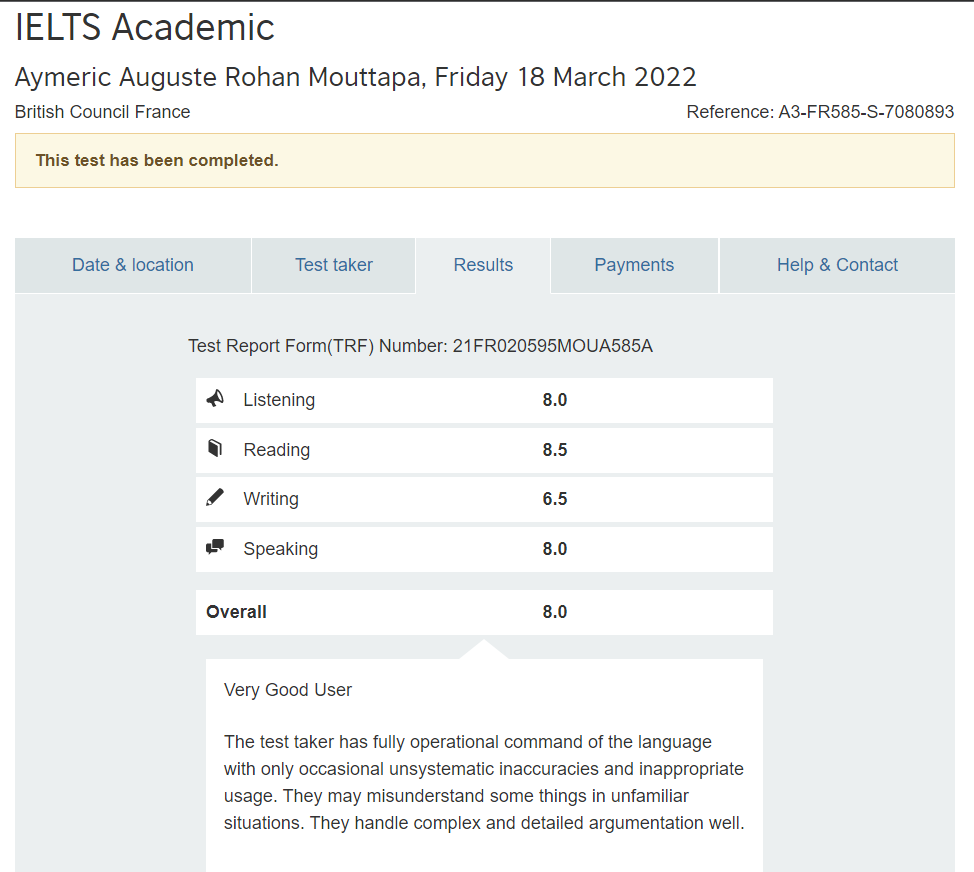 IELTS Academic
Aymeric Auguste Rohan Mouttapa, Friday 18 March 2022
British Council France Reference: A3-FR585-S-7080893
This test has been completed.
Date & location Test taker Results Payments Help & Contact
Test Report Form(TRF) Number: 21FR020595MOUA585A
Listening 8.0
Reading 8.5
Writing 6.5
Speaking 8.0
Overall 8.0
Very Good User
The test taker has fully operational command of the language
with only occasional unsystematic inaccuracies and inappropriate
usage. They may misunderstand some things in unfamiliar
situations. They handle complex and detailed argumentation well.